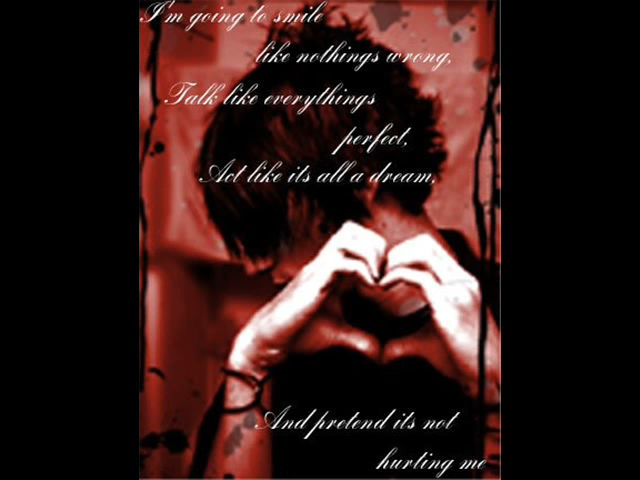 I'm going to smile
like nothings wrong,
Talk like everythings
perfect,
Act like its all a dream,
And pretend its not
hurting me